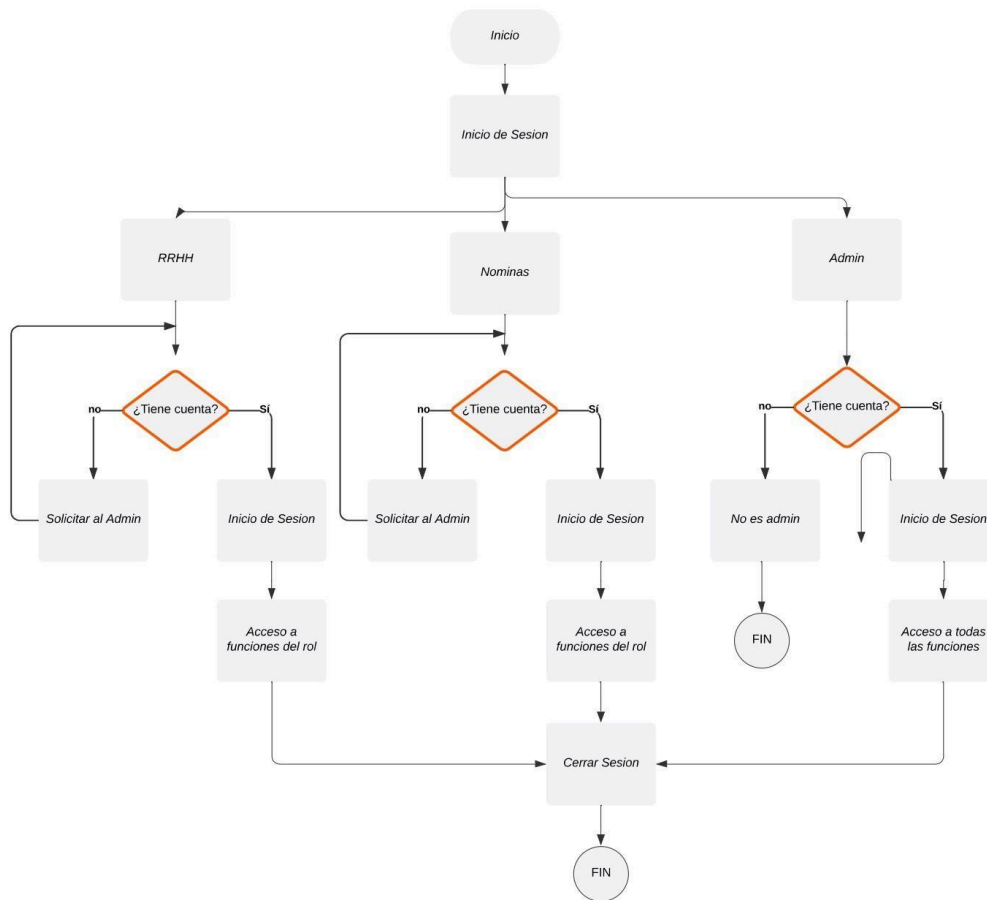 Inicio
Inicio de Sesion
RRHH
Nominas
Admin
¿Tiene cuenta?
no
Sí
¿Tiene cuenta?
no
Sí
¿Tiene cuenta?
no
Sí
Solicitar al Admin
Inicio de Sesion
Solicitar al Admin
Inicio de Sesion
No es admin
Inicio de Sesion
Acceso a
funciones del rol
Acceso a
funciones del rol
FIN
Acceso a todas
las funciones
Cerrar Sesion
FIN